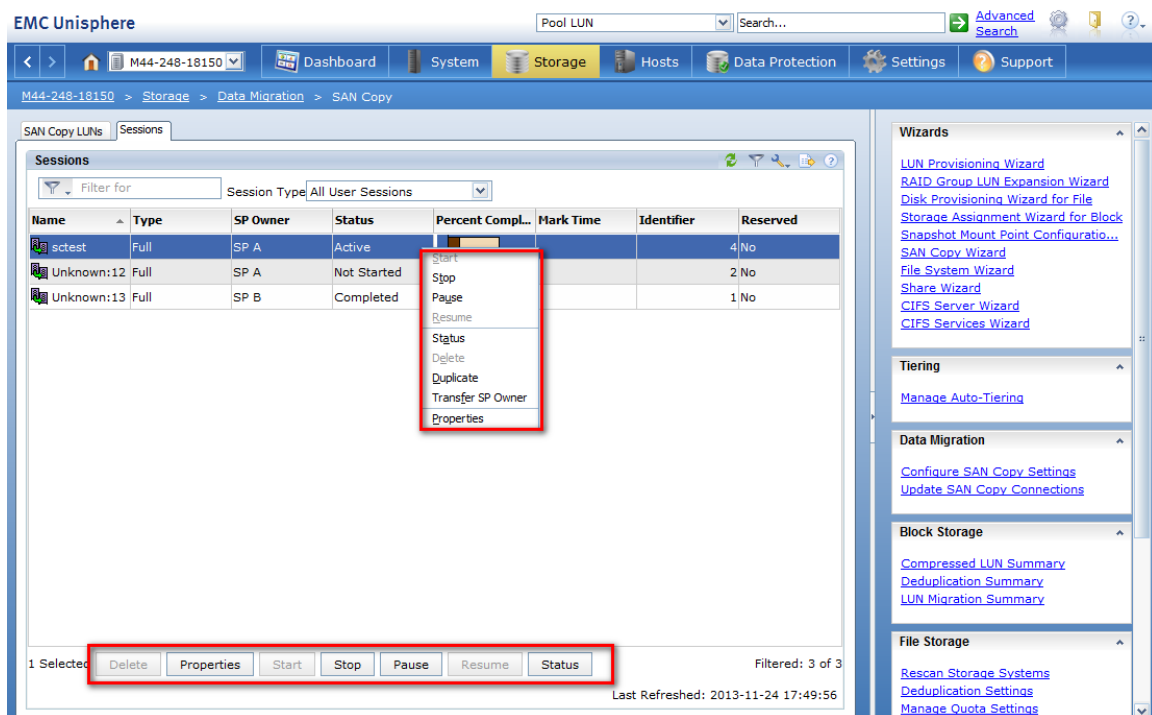 EMC Unisphere
Pool LUN Search... Advanced Search
M44-248-18150 Dashboard System Storage Hosts Data Protection Settings Support
M44-248-18150 > Storage > Data Migration > SAN Copy
SAN Copy LUNs Sessions
Sessions
Filter for Session Type All User Sessions
Name Type SP Owner Status Percent Compl... Mark Time Identifier Reserved
sctest Full SP A Active 4 No
Unknown:12 Full SP A Not Started 2 No
Unknown:13 Full SP B Completed 1 No
Start
Stop
Pause
Resume
Status
Delete
Duplicate
Transfer SP Owner
Properties
1 Selected Delete Properties Start Stop Pause Resume Status Filtered: 3 of 3
Last Refreshed: 2013-11-24 17:49:56
Wizards
LUN Provisioning Wizard
RAID Group LUN Expansion Wizard
Disk Provisioning Wizard for File
Storage Assignment Wizard for Block
Snapshot Mount Point Configuratio...
SAN Copy Wizard
File System Wizard
Share Wizard
CIFS Server Wizard
CIFS Services Wizard
Tiering
Manage Auto-Tiering
Data Migration
Configure SAN Copy Settings
Update SAN Copy Connections
Block Storage
Compressed LUN Summary
Deduplication Summary
LUN Migration Summary
File Storage
Rescan Storage Systems
Deduplication Settings
Manage Quota Settings